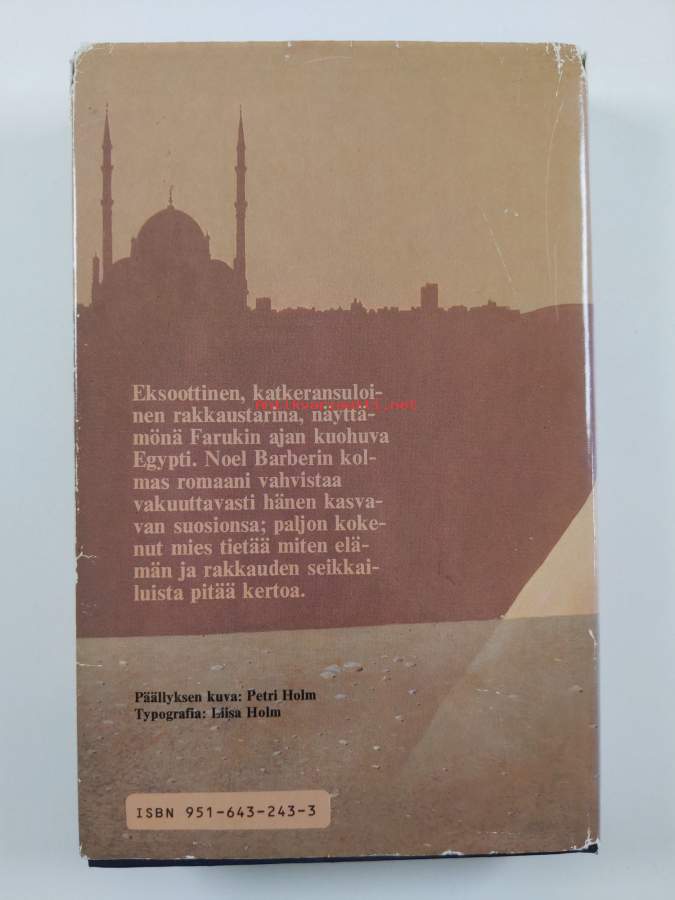 Eksoottinen, katkeransuloi-
nen rakkaustarina, näyttä-
mönä Farukin ajan kuohuva
Egypti. Noel Barberin kol-
mas romaani vahvistaa
vakuuttavasti hänen kasva-
van suosionsa; paljon koke-
nut mies tietää miten elä-
män ja rakkauden seikkai-
luista pitää kertoa.
Päällyksen kuva: Petri Holm
Typografia: Liisa Holm
ISBN 951-643-243-3